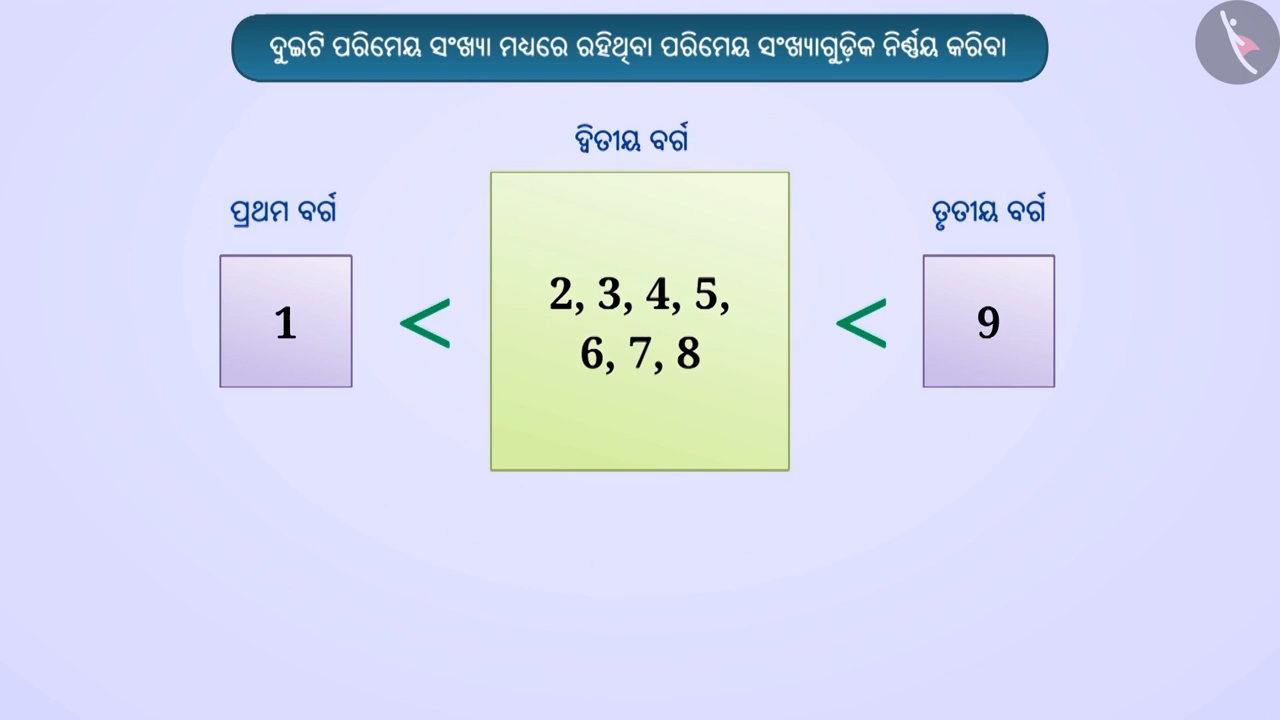 ଦୁଇଟି ପରିମେୟ ସଂଖ୍ୟା ମଧ୍ୟରେ ରହିଥିବା ପରିମେୟ ସଂଖ୍ୟାଗୁଡ଼ିକ ନିର୍ଣ୍ଣୟ କରିବା
ଦ୍ୱିତୀୟ ବର୍ଗ
ପ୍ରଥମ ବର୍ଗ
ତୃତୀୟ ବର୍ଗ
1 < 2, 3, 4, 5, < 9
6, 7, 8